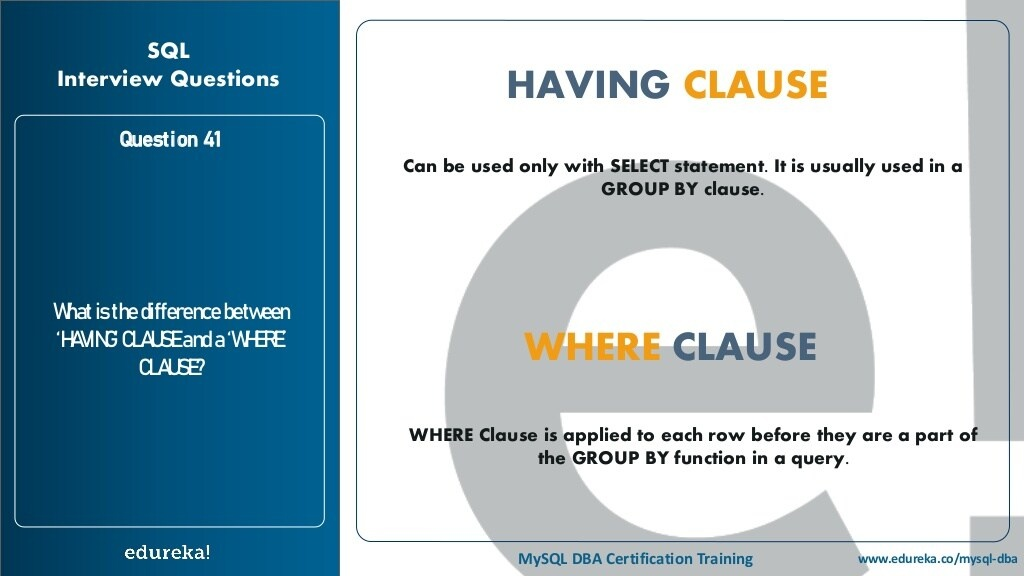 SQL
Interview Questions
Question 41
What is the difference between
‘HAVING’ CLAUSE and a ‘WHERE’
CLAUSE?
edureka!
HAVING CLAUSE
Can be used only with SELECT statement. It is usually used in a
GROUP BY clause.
WHERE CLAUSE
WHERE Clause is applied to each row before they are a part of
the GROUP BY function in a query.
MySQL DBA Certification Training
www.edureka.co/mysql-dba